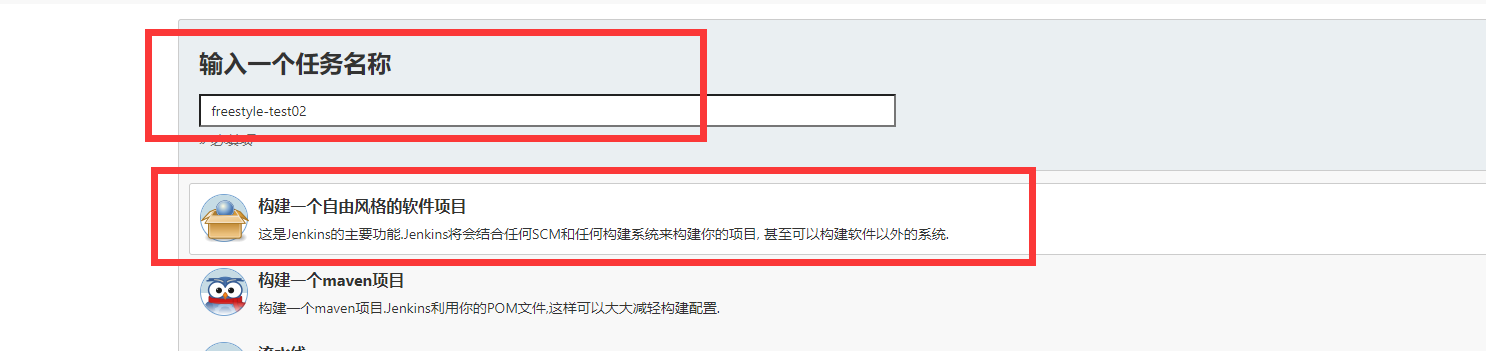 输入一个任务名称
freestyle-test02
» 必填项
构建一个自由风格的软件项目
这是Jenkins的主要功能.Jenkins将会结合任何SCM和任何构建系统来构建你的项目, 甚至可以构建软件以外的系统.
构建一个maven项目
构建一个maven项目.Jenkins利用你的POM文件,这样可以大大减轻构建配置.
流水线